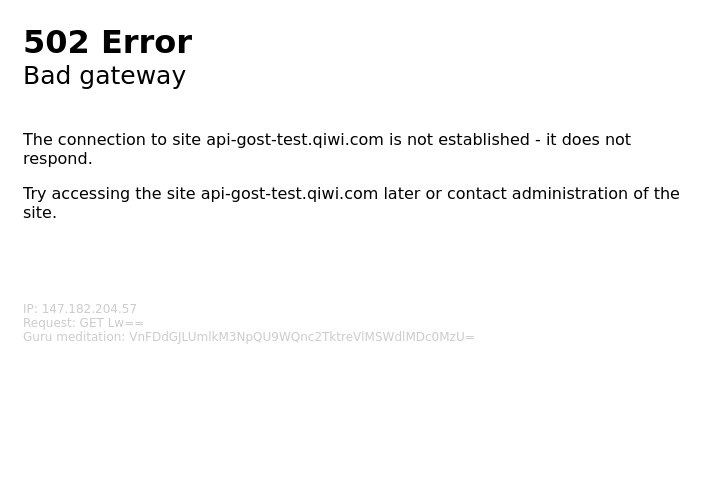 502 Error
Bad gateway
The connection to site api-gost-test.qiwi.com is not established - it does not
respond.
Try accessing the site api-gost-test.qiwi.com later or contact administration of the
site.
IP: 147.182.204.57
Request: GET Lw==
Guru meditation: VnFDdGJLUmlkM3NpQU9WQnc2TktreVlMSWdlMDc0MzU=